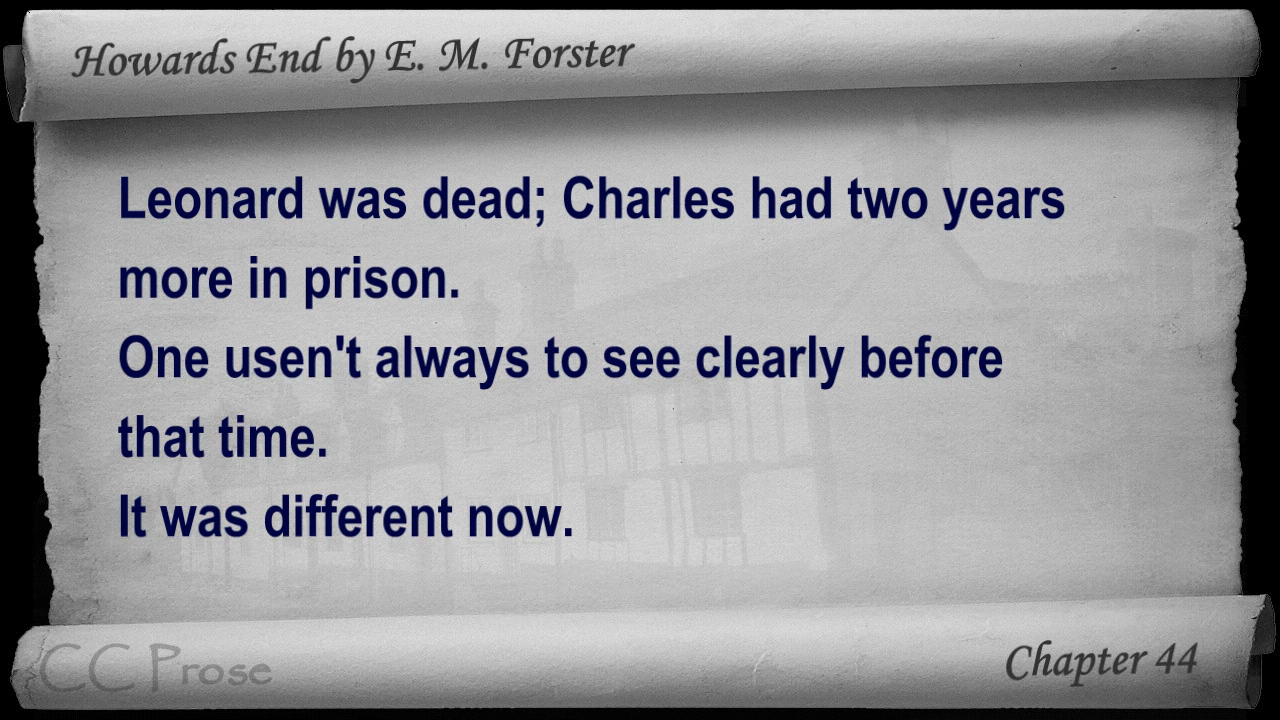 Howards End by E. M. Forster
Leonard was dead; Charles had two years
more in prison.
One usen't always to see clearly before
that time.
It was different now.
CC Prose
Chapter 44